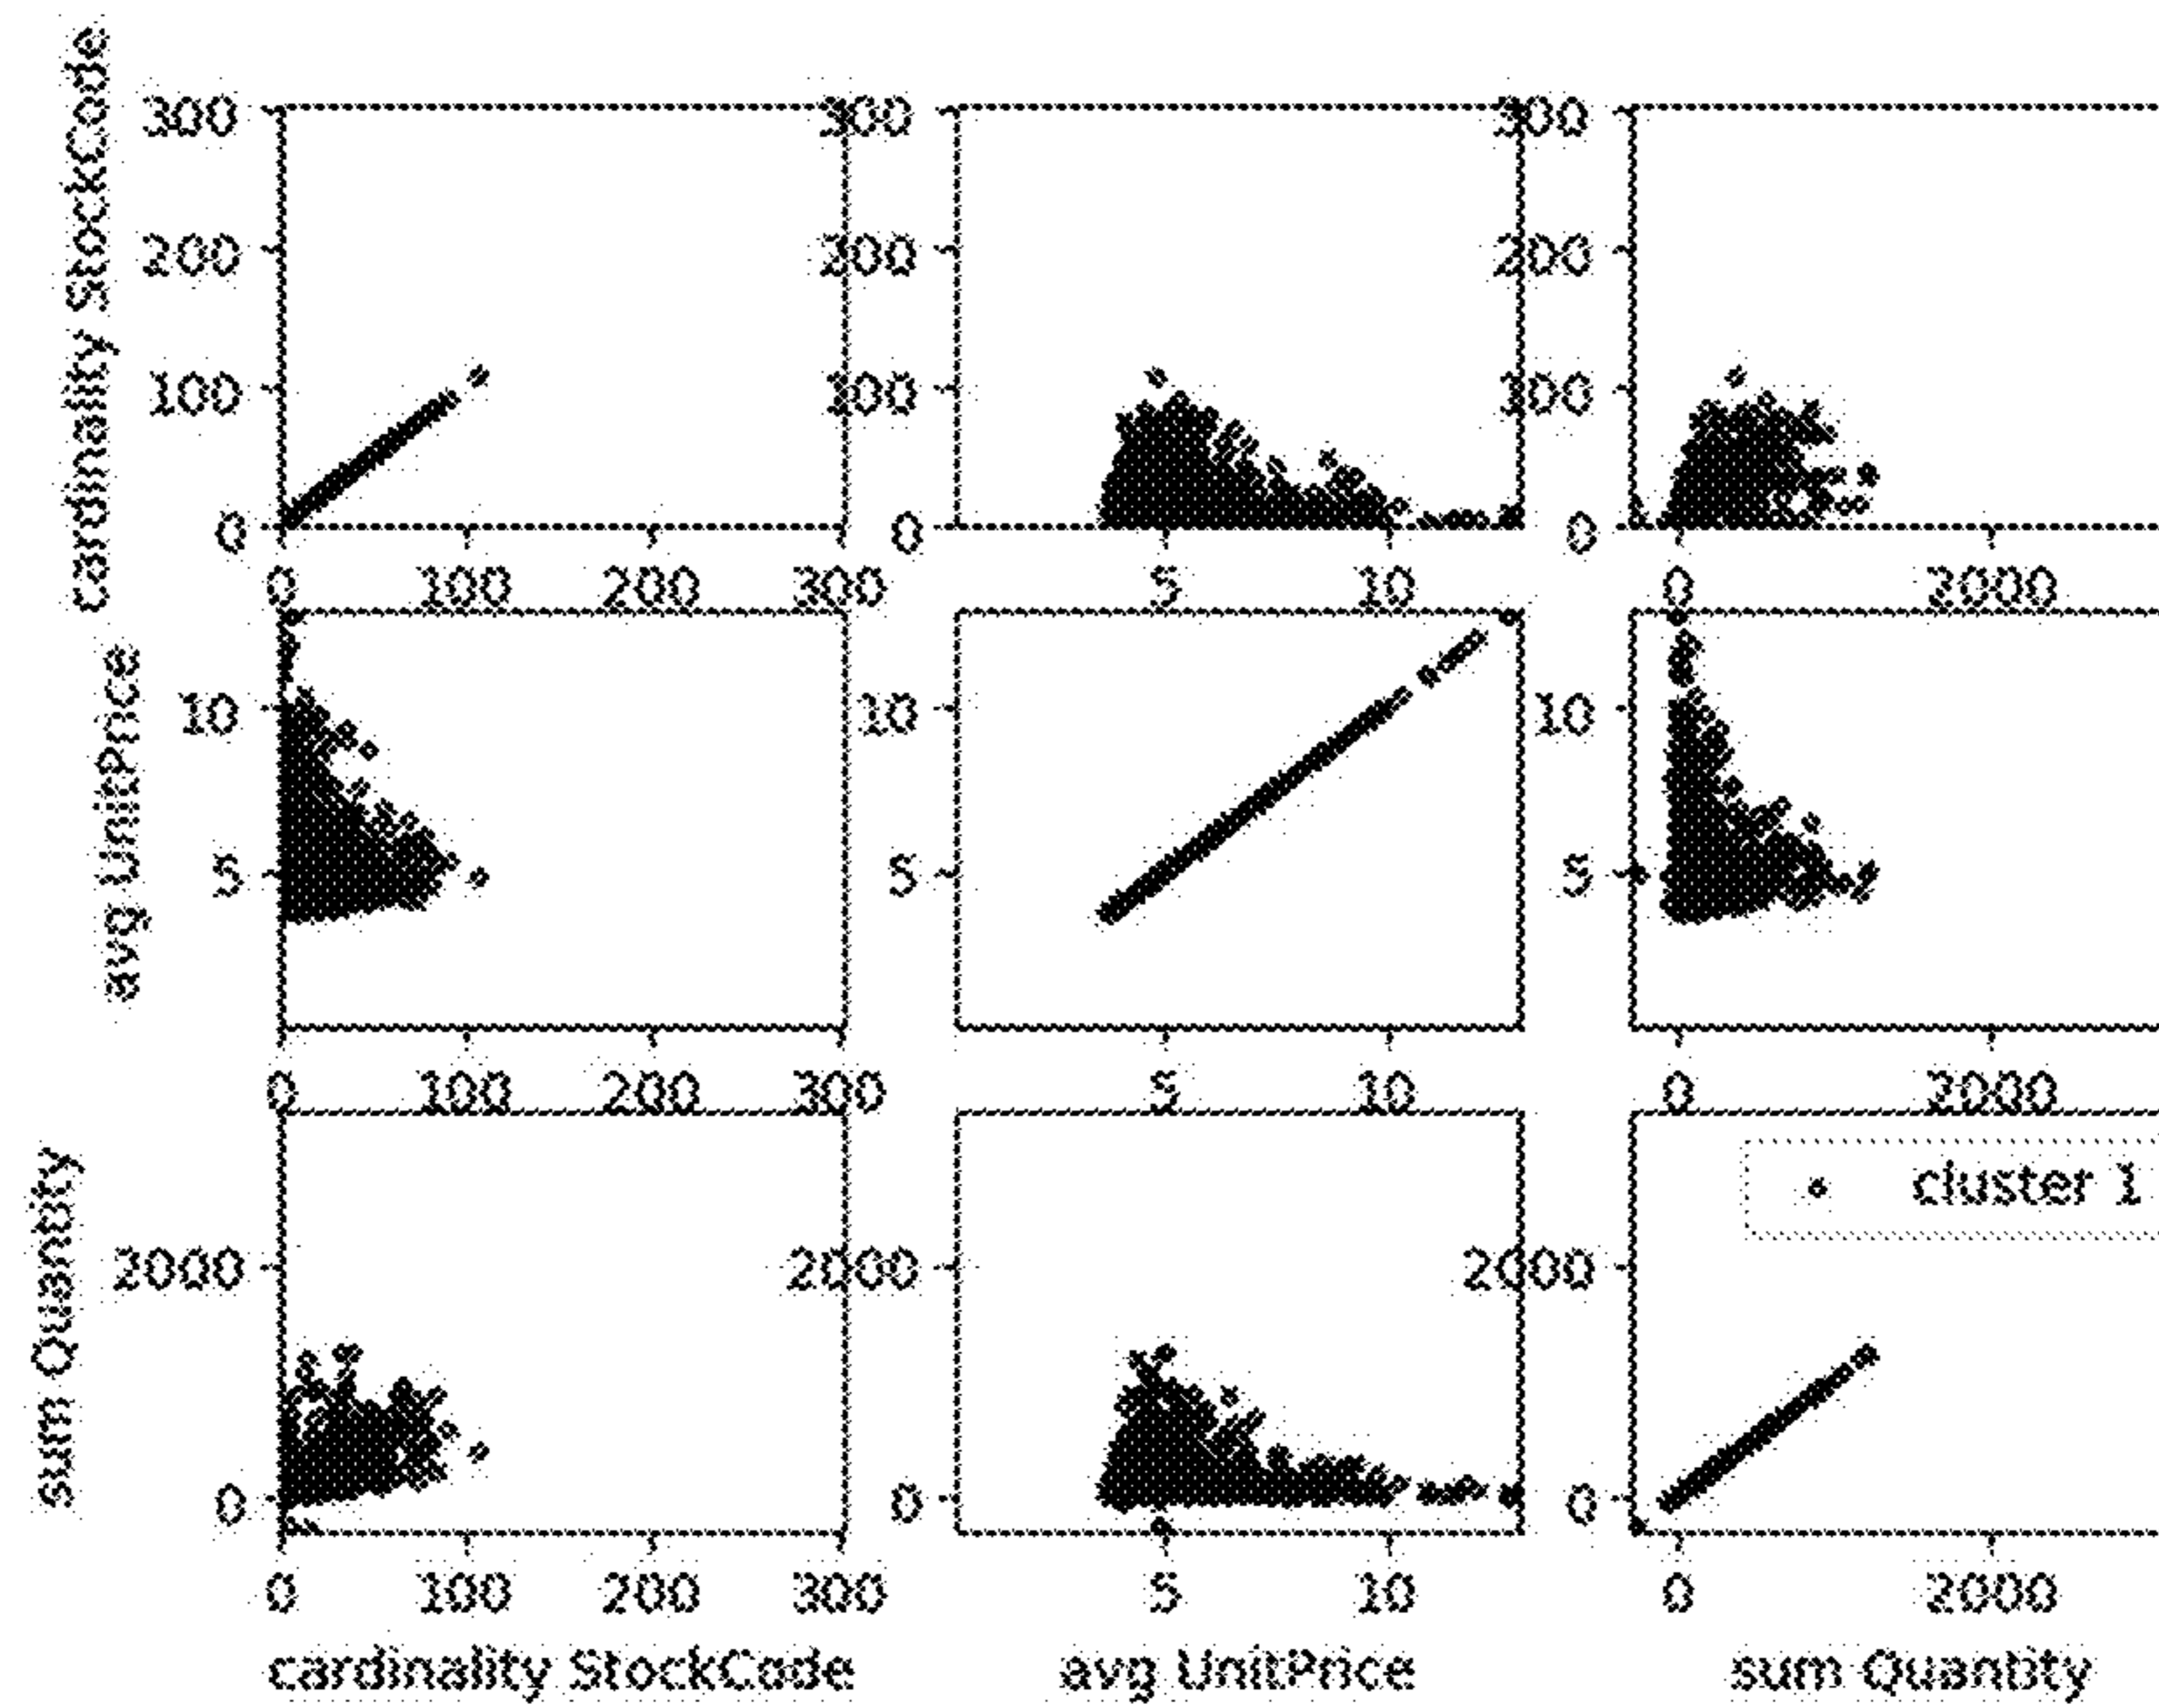 cardinality StockCode
300 300 300
200 200 200
100 100 100
0 0 0
0 100 200 300 5 10 0 2000
avg UnitPrice
10 10 10
5 5 5
0 100 200 300 5 10 0 2000
sum Quantity
cluster 1
2000 2000 2000
0 0 0
0 100 200 300 5 10 0 2000
cardinality StockCode avg UnitPrice sum Quantity